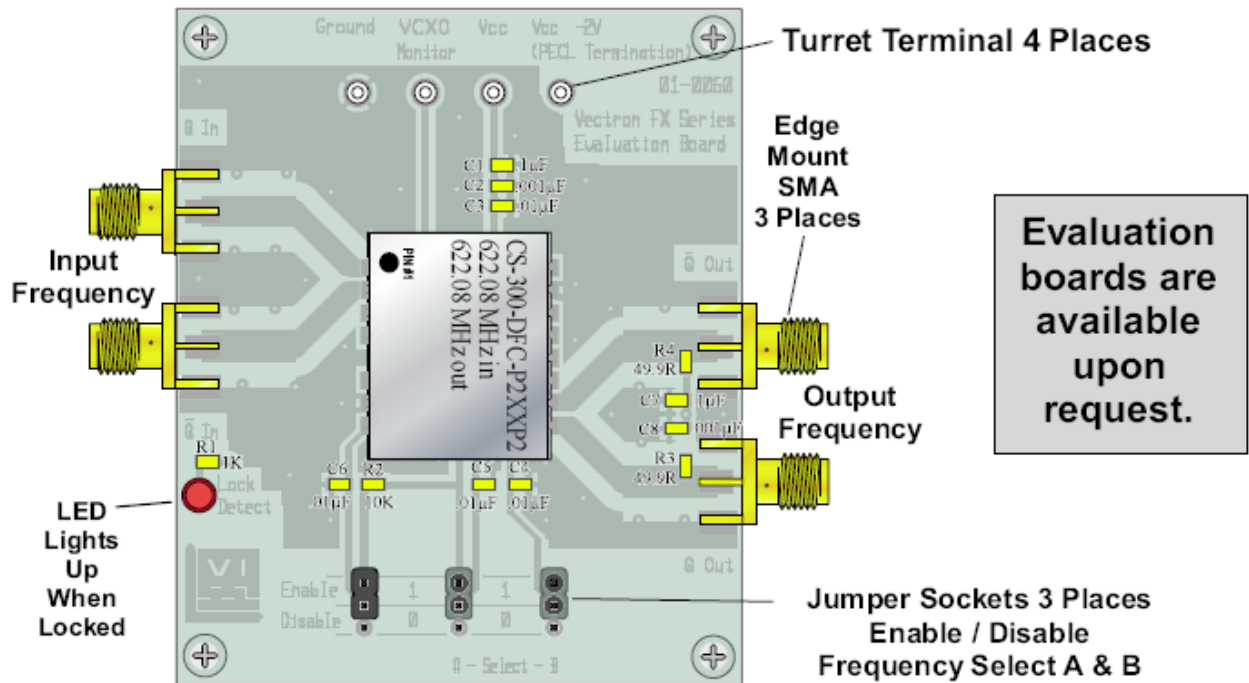 Ground VCXO Vcc Vcc -2V
Monitor (PECL Termination)
Turret Terminal 4 Places
01-0060
Vectron FX Series
Evaluation Board
Q In
Edge
Mount
SMA
3 Places
C1 .1µF
C2 .001µF
C3 .01µF
Evaluation
boards are
available
upon
request.
Input
Frequency
PIN #1
CS-300-DFC-P2XXP2
622.08 MHz in
622.08 MHz out
Q̅ Out
R4
49.9R
C7 .1µF
C8 .001µF
R3
49.9R
Output
Frequency
Q̅ In
R1
1K
Lock
Detect
C6 R2 C5 C4
.01µF 10K .01µF .01µF
LED
Lights
Up
When
Locked
VI
Q Out
Enable 1 1
Disable 0 0
A - Select - B
Jumper Sockets 3 Places
Enable / Disable
Frequency Select A & B